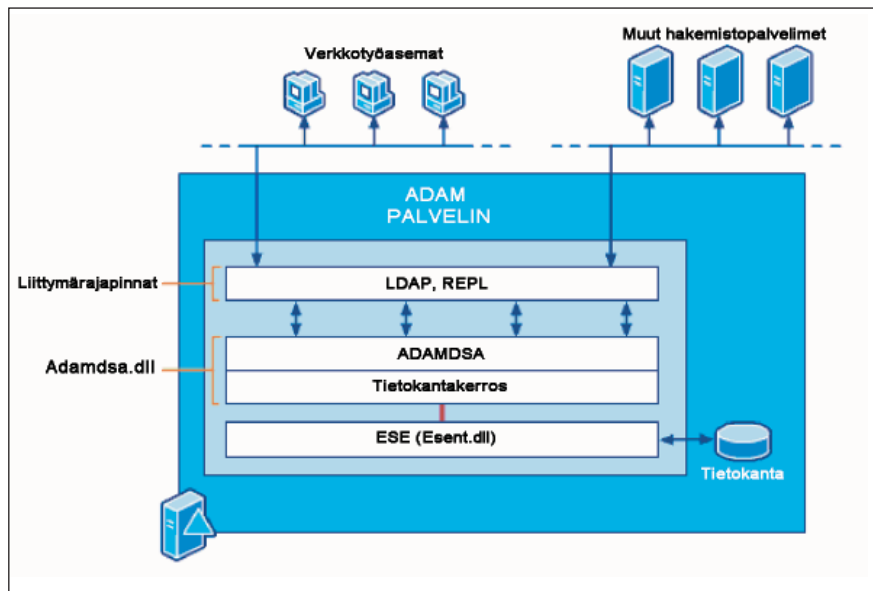 Verkkotyöasemat
Muut hakemistopalvelimet
ADAM
PALVELIN
Liittymärajapinnat
LDAP, REPL
Adamdsa.dll
ADAMDSA
Tietokantakerros
ESE (Esent.dll)
Tietokanta